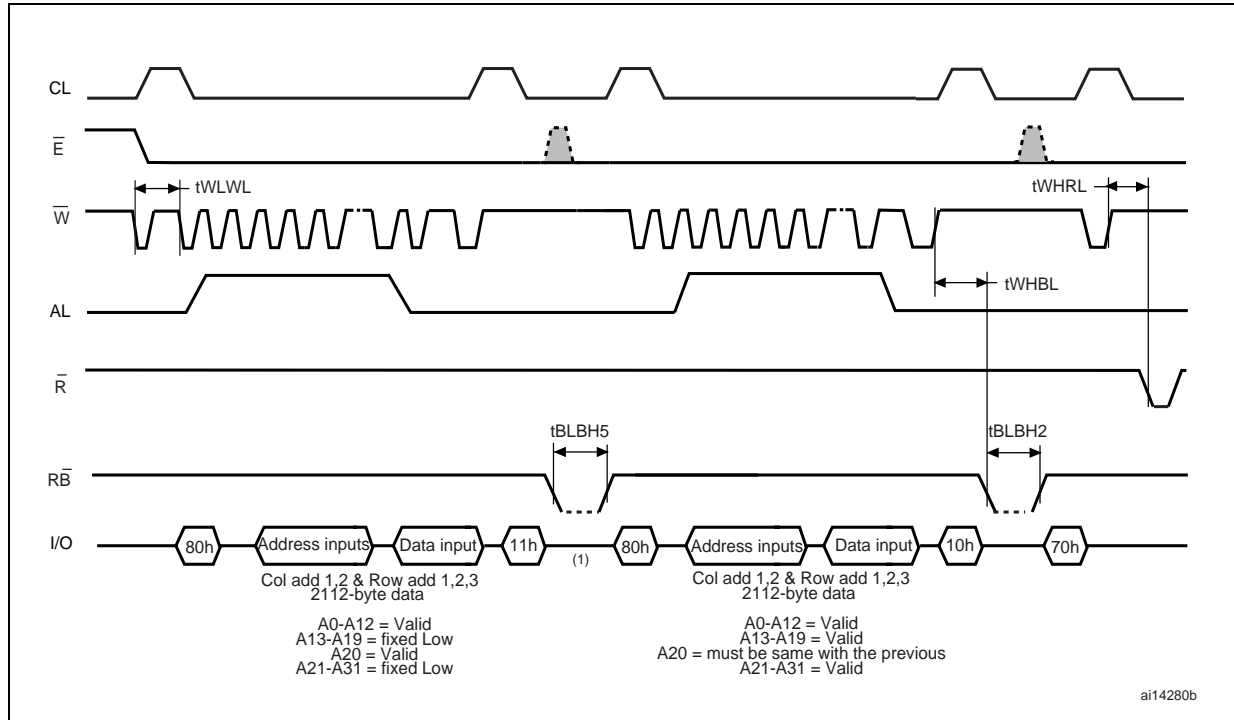 CL
E
tWLWL
tWHRL
W
tWHBL
AL
R
tBLBH5
tBLBH2
RB
I/O
80h
Address inputs
Data input
11h
(1)
80h
Address inputs
Data input
10h
70h
Col add 1,2 & Row add 1,2,3
2112-byte data
A0-A12 = Valid
A13-A19 = fixed Low
A20 = Valid
A21-A31 = fixed Low
Col add 1,2 & Row add 1,2,3
2112-byte data
A0-A12 = Valid
A13-A19 = Valid
A20 = must be same with the previous
A21-A31 = Valid
ai14280b